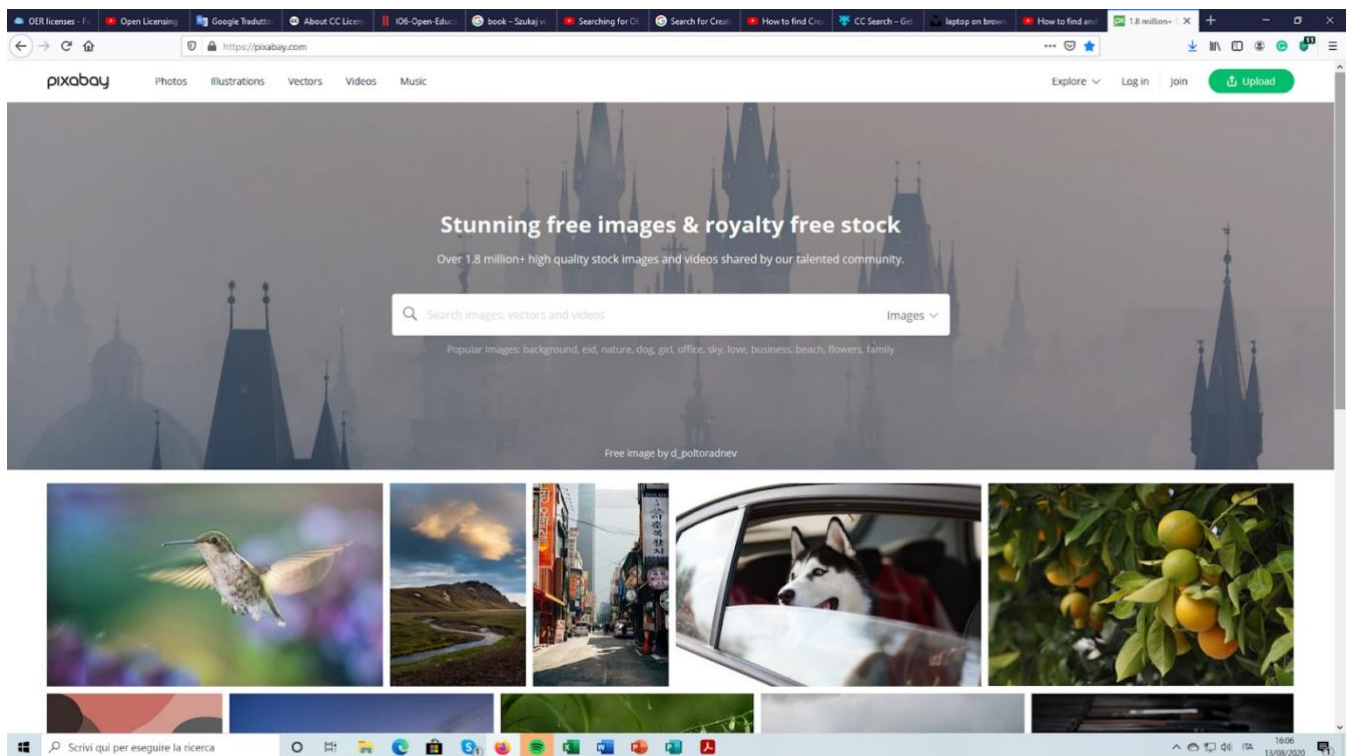 OER licenses - F
Open Licensing
Google Tradutto
About CC Licen
IO6-Open-Educa
book – Szukaj w
Searching for OE
Search for Creati
How to find Crea
CC Search – Get
laptop on brown
How to find and
1.8 million+
https://pixabay.com
pixabay
Photos
Illustrations
Vectors
Videos
Music
Explore
Log in
Join
Upload
Stunning free images & royalty free stock
Over 1.8 million+ high quality stock images and videos shared by our talented community.
Search images, vectors and videos
Images
Popular Images: background, eid, nature, dog, girl, office, sky, love, business, beach, flowers, family
Free image by d_poltoradnev
Scrivi qui per eseguire la ricerca
ITA
16:06
13/08/2020